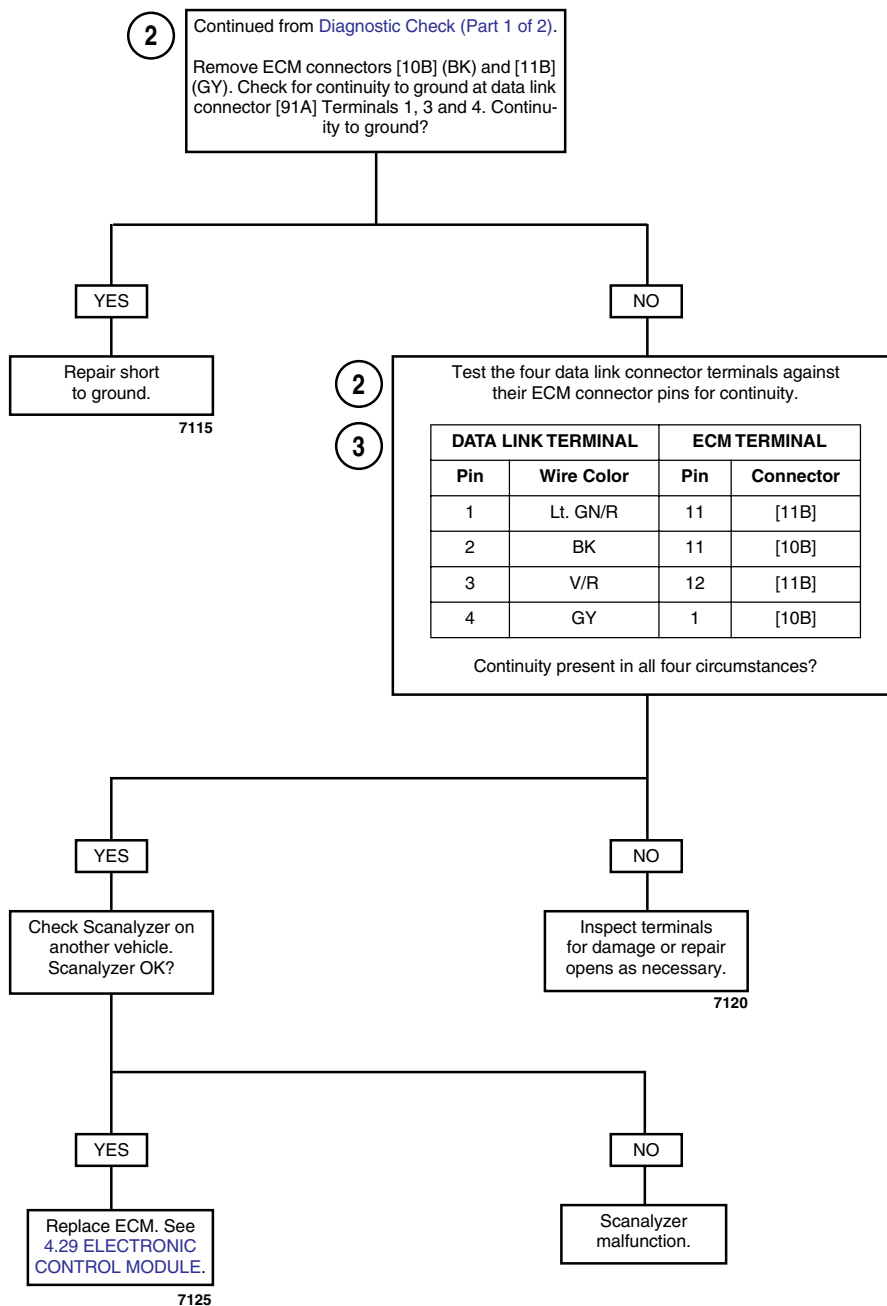 2
Continued from Diagnostic Check (Part 1 of 2).
Remove ECM connectors [10B] (BK) and [11B]
(GY). Check for continuity to ground at data link
connector [91A] Terminals 1, 3 and 4. Continu-
ity to ground?
YES
NO
Repair short
to ground.
7115
2
3
Test the four data link connector terminals against
their ECM connector pins for continuity.
DATA LINK TERMINAL ECM TERMINAL
Pin Wire Color Pin Connector
1 Lt. GN/R 11 [11B]
2 BK 11 [10B]
3 V/R 12 [11B]
4 GY 1 [10B]
Continuity present in all four circumstances?
YES
NO
Check Scanalyzer on
another vehicle.
Scanalyzer OK?
Inspect terminals
for damage or repair
opens as necessary.
7120
YES
NO
Replace ECM. See
4.29 ELECTRONIC
CONTROL MODULE.
7125
Scanalyzer
malfunction.